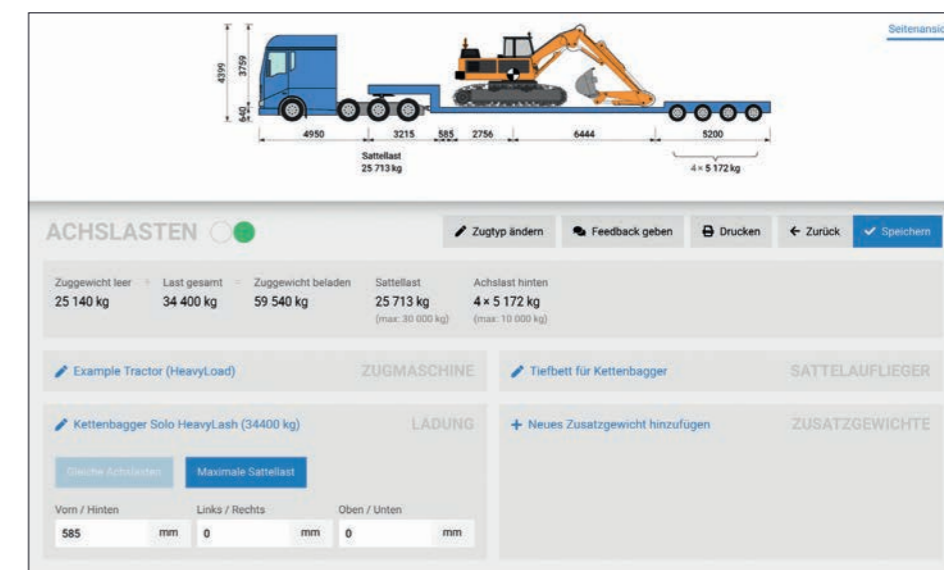 Seitenansic
4399
3759
640
4950 3215 585 2756 6444 5200
Sattellast
25 713 kg
4 × 5 172 kg
ACHSLASTEN
Zugtyp ändern Feedback geben Drucken Zurück Speichern
Zuggewicht leer + Last gesamt = Zuggewicht beladen Sattellast Achslast hinten
25 140 kg 34 400 kg 59 540 kg 25 713 kg 4 × 5 172 kg
(max: 30 000 kg) (max: 10 000 kg)
Example Tractor (HeavyLoad) ZUGMASCHINE
Tiefbett für Kettenbagger SATTELAUFLIEGER
Kettenbagger Solo HeavyLash (34400 kg) LADUNG
+ Neues Zusatzgewicht hinzufügen ZUSATZGEWICHTE
Gleiche Achslasten Maximale Sattellast
Vorn / Hinten Links / Rechts Oben / Unten
585 mm 0 mm 0 mm